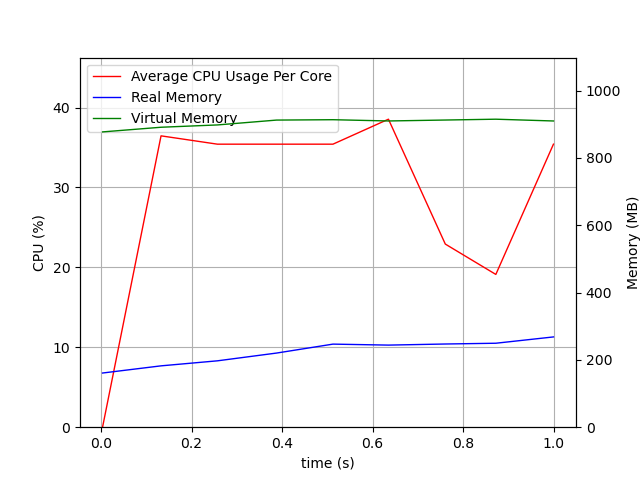 Average CPU Usage Per Core
Real Memory
Virtual Memory
CPU (%)
40
30
20
10
0
1000
800
600
400
200
0
Memory (MB)
0.0 0.2 0.4 0.6 0.8 1.0
time (s)